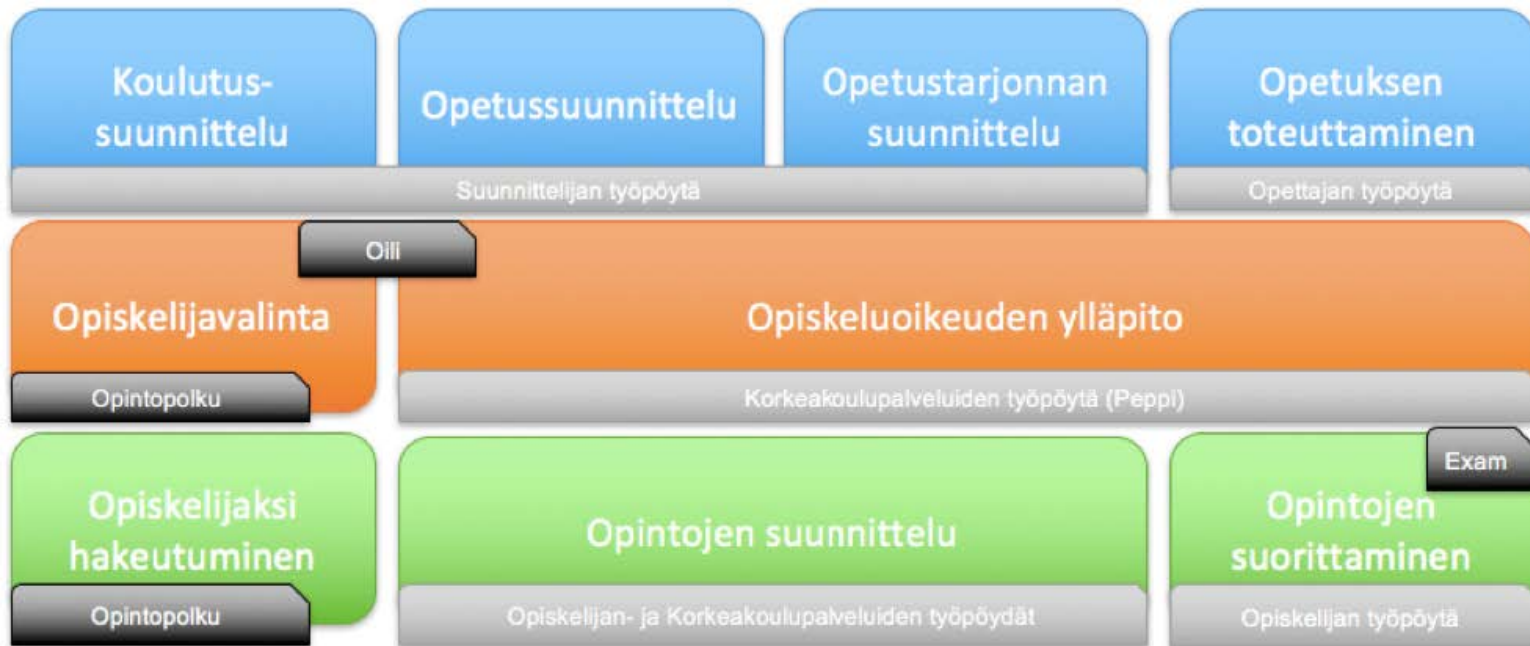 Koulutus-
suunnittelu
Opetussuunnittelu
Opetustarjonnan
suunnittelu
Opetuksen
toteuttaminen
Suunnittelijan työpöytä
Opettajan työpöytä
Oili
Opiskelijavalinta
Opiskeluoikeuden ylläpito
Opintopolku
Korkeakoulupalveluiden työpöytä (Peppi)
Exam
Opiskelijaksi
hakeutuminen
Opintojen suunnittelu
Opintojen
suorittaminen
Opintopolku
Opiskelijan- ja Korkeakoulupalveluiden työpöydät
Opiskelijan työpöytä